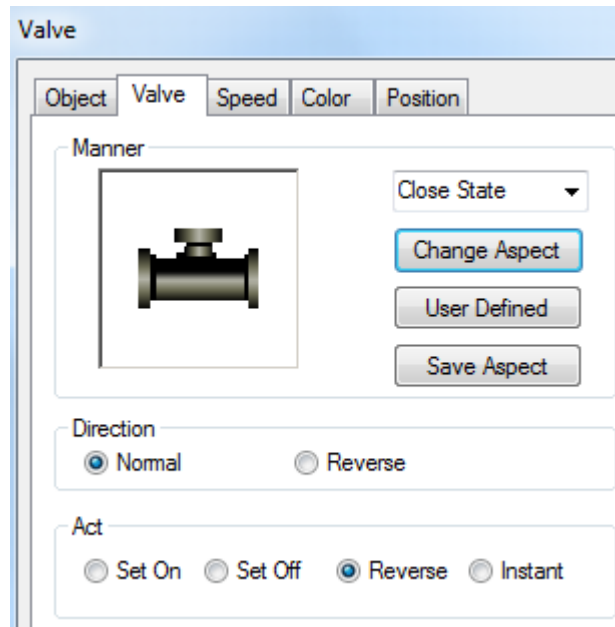 Valve
Object Valve Speed Color Position
Manner
Close State
Change Aspect
User Defined
Save Aspect
Direction
Normal Reverse
Act
Set On Set Off Reverse Instant